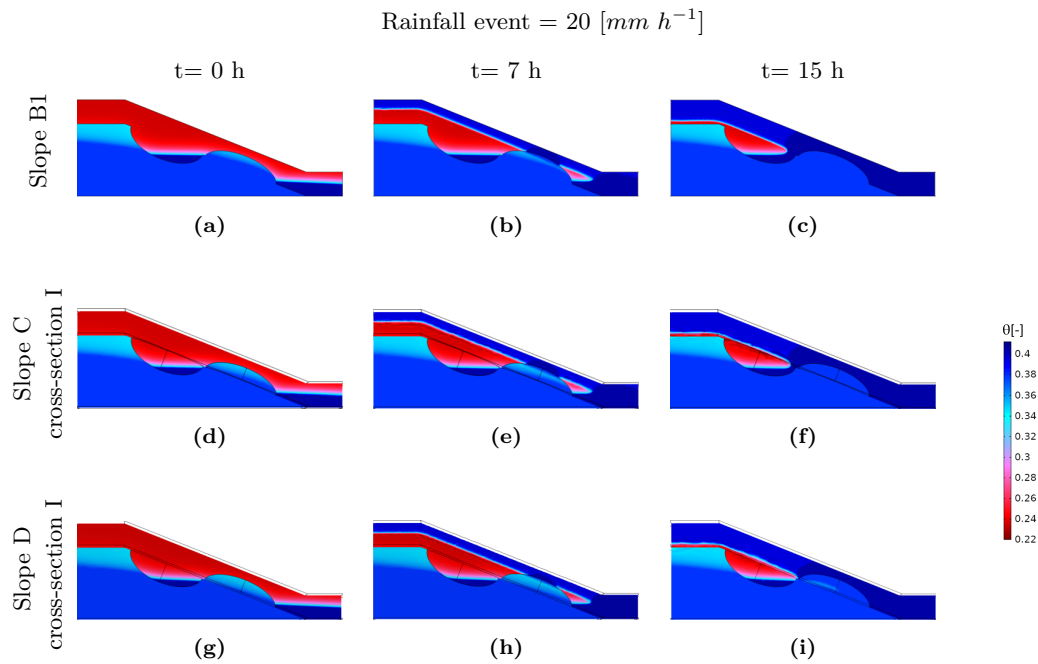 Rainfall event = 20 [mm h⁻¹]
t= 0 h
t= 7 h
t= 15 h
Slope B1
(a)
(b)
(c)
Slope C
cross-section I
(d)
(e)
(f)
θ[-]
0.4
0.38
0.36
0.34
0.32
0.3
0.28
0.26
0.24
0.22
Slope D
cross-section I
(g)
(h)
(i)